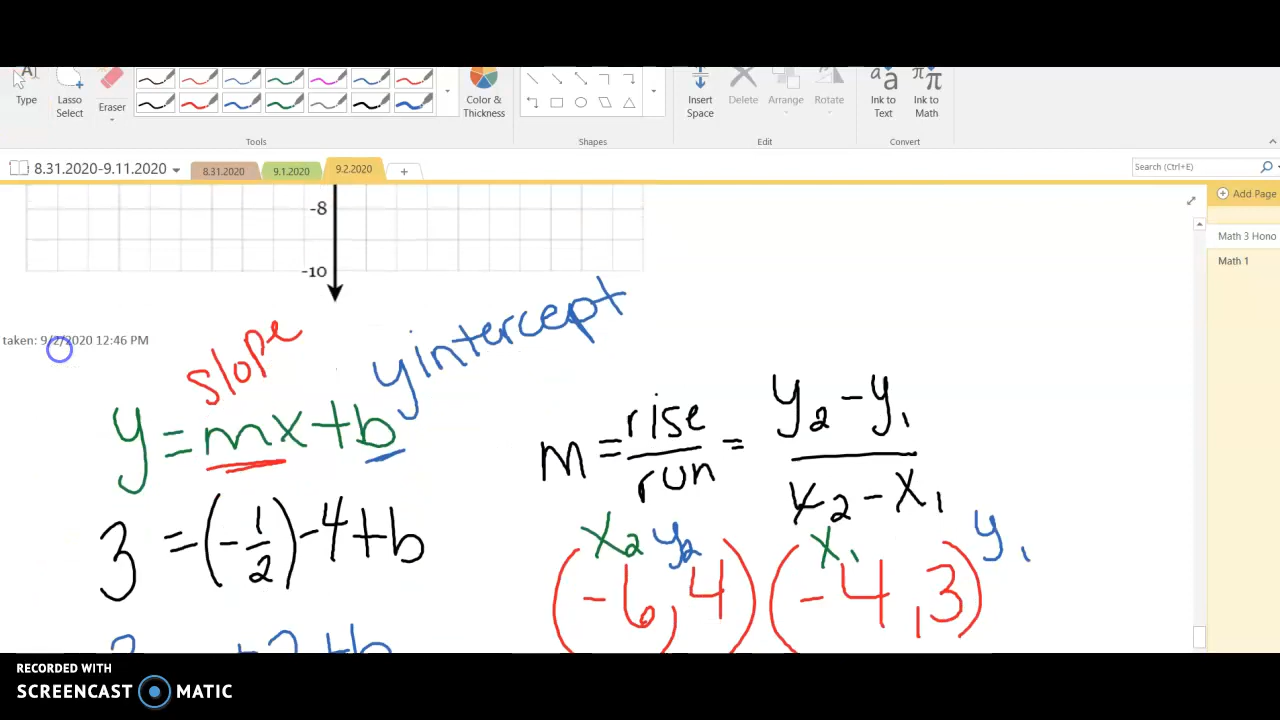 Type
Lasso Select
Eraser
Color & Thickness
Insert Space
Delete
Arrange
Rotate
Ink to Text
Ink to Math
Tools
Shapes
Edit
Convert
8.31.2020-9.11.2020
8.31.2020
9.1.2020
9.2.2020
+
Search (Ctrl+E)
Add Page
Math 3 Hono
Math 1
-8
-10
taken: 9/2/2020 12:46 PM
slope
y intercept
y = mx + b
3 = (-1/2) -4 + b
3 = +2 + b
m = rise/run = y2 - y1 / x2 - x1
x2 y2 x1 y1
(-6, 4) (-4, 3)
RECORDED WITH
SCREENCAST MATIC